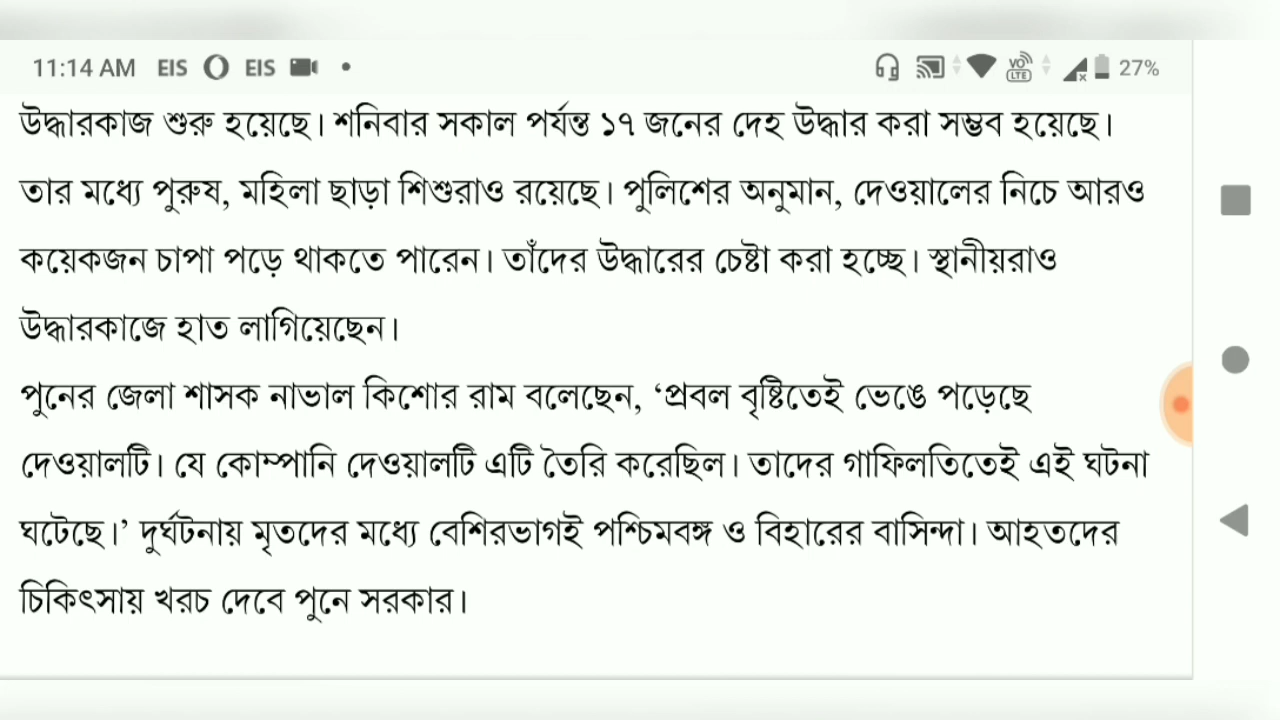 11:14 AM EIS EIS VO LTE 27%
উদ্ধারকাজ শুরু হয়েছে। শনিবার সকাল পর্যন্ত ১৭ জনের দেহ উদ্ধার করা সম্ভব হয়েছে।
তার মধ্যে পুরুষ, মহিলা ছাড়া শিশুরাও রয়েছে। পুলিশের অনুমান, দেওয়ালের নিচে আরও
কয়েকজন চাপা পড়ে থাকতে পারেন। তাঁদের উদ্ধারের চেষ্টা করা হচ্ছে। স্থানীয়রাও
উদ্ধারকাজে হাত লাগিয়েছেন।
পুনের জেলা শাসক নাভাল কিশোর রাম বলেছেন, ‘প্রবল বৃষ্টিতেই ভেঙে পড়েছে
দেওয়ালটি। যে কোম্পানি দেওয়ালটি এটি তৈরি করেছিল। তাদের গাফিলতিতেই এই ঘটনা
ঘটেছে।’ দুর্ঘটনায় মৃতদের মধ্যে বেশিরভাগই পশ্চিমবঙ্গ ও বিহারের বাসিন্দা। আহতদের
চিকিৎসায় খরচ দেবে পুনে সরকার।